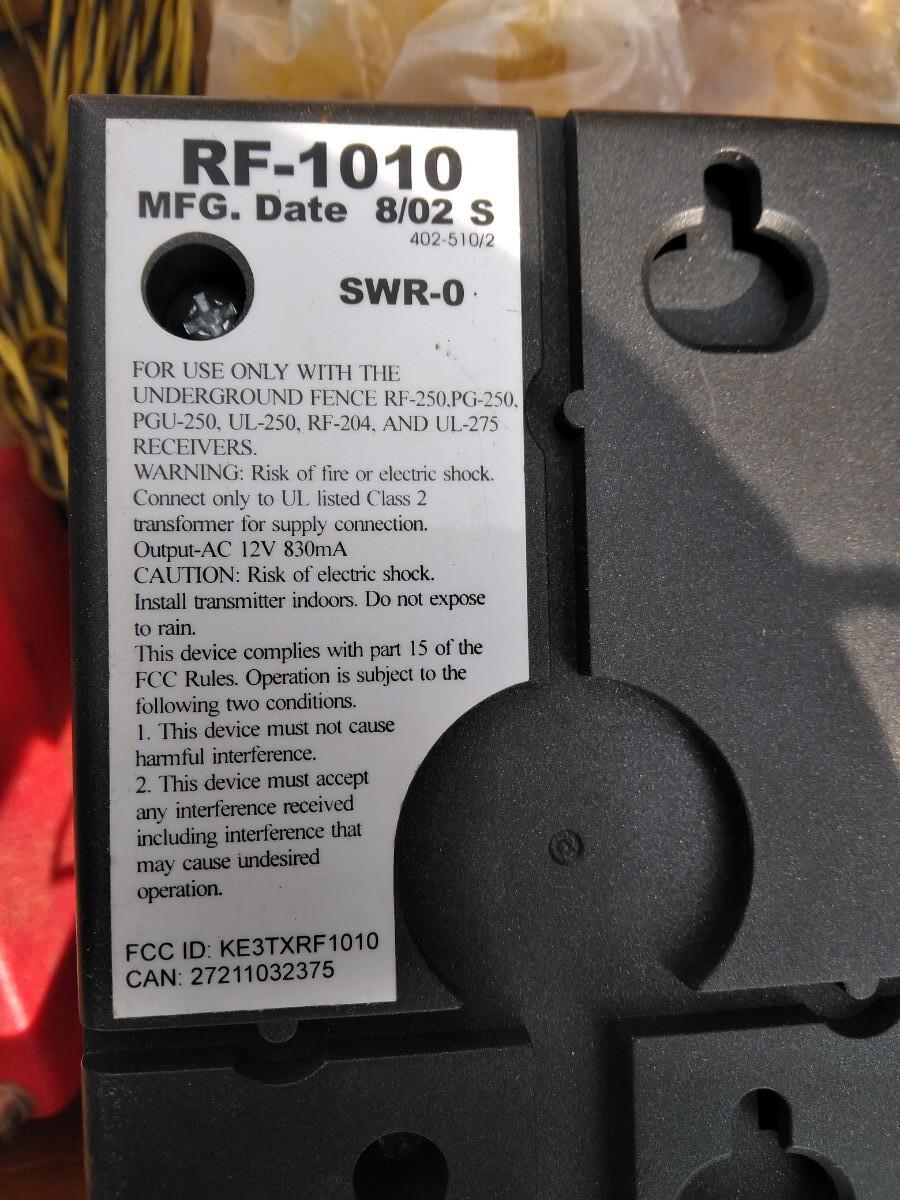 RF-1010
MFG. Date 8/02 S
402-510/2
SWR-0
FOR USE ONLY WITH THE
UNDERGROUND FENCE RF-250,PG-250,
PGU-250, UL-250, RF-204, AND UL-275
RECEIVERS.
WARNING: Risk of fire or electric shock.
Connect only to UL listed Class 2
transformer for supply connection.
Output-AC 12V 830mA
CAUTION: Risk of electric shock.
Install transmitter indoors. Do not expose
to rain.
This device complies with part 15 of the
FCC Rules. Operation is subject to the
following two conditions.
1. This device must not cause
harmful interference.
2. This device must accept
any interference received
including interference that
may cause undesired
operation.
FCC ID: KE3TXRF1010
CAN: 27211032375